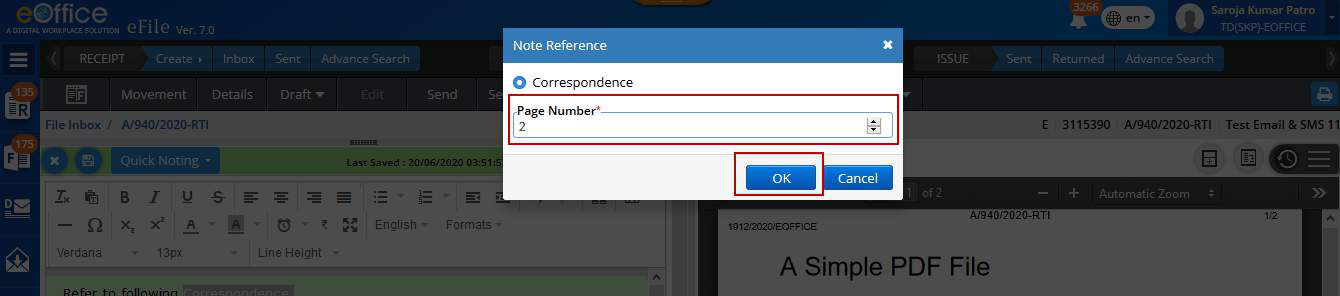 eOffice
A DIGITAL WORKPLACE SOLUTION
eFile Ver. 7.0
3266
en
Saroja Kumar Patro
TD(SKP)-EOFFICE
Note Reference
RECEIPT Create Inbox Sent Advance Search
ISSUE Sent Returned Advance Search
Correspondence
135
Movement Details Draft Edit Send
Page Number*
2
File Inbox / A/940/2020-RTI
E 3115390 A/940/2020-RTI Test Email & SMS 11
175
Quick Noting
Last Saved : 20/06/2020 03:51:5
OK Cancel
1 of 2
Automatic Zoom
English Formats
Verdana 13px Line Height
A/940/2020-RTI 1/2
1912/2020/EOFFICE
A Simple PDF File
Refer to following Correspondence